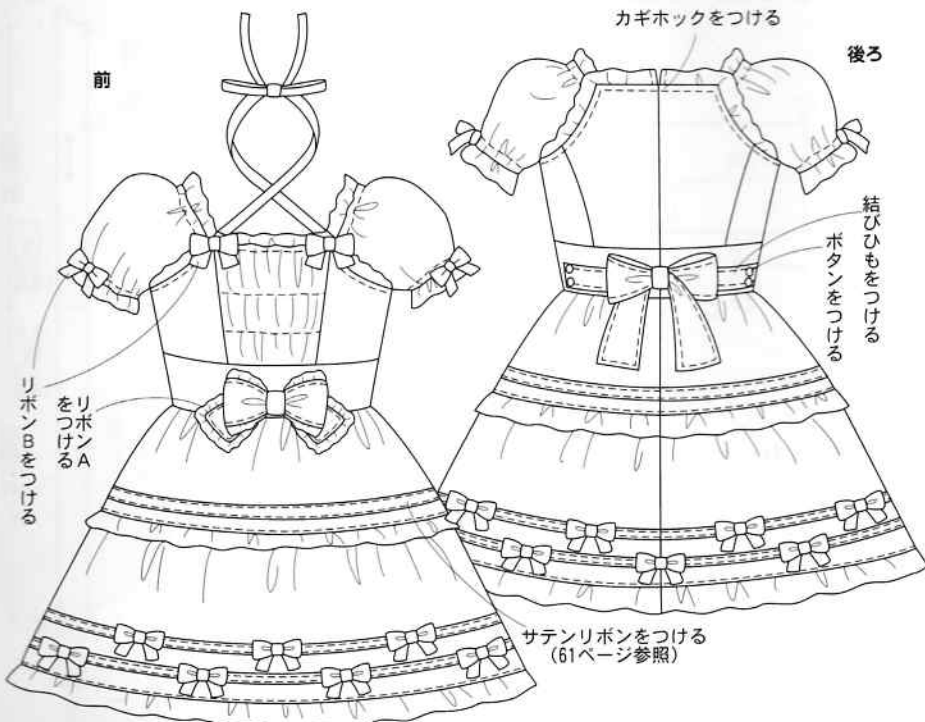 前
カギホックをつける
後ろ
結びひもをつける
ボタンをつける
リボンA
をつける
リボンBをつける
サテンリボンをつける
(61ページ参照)